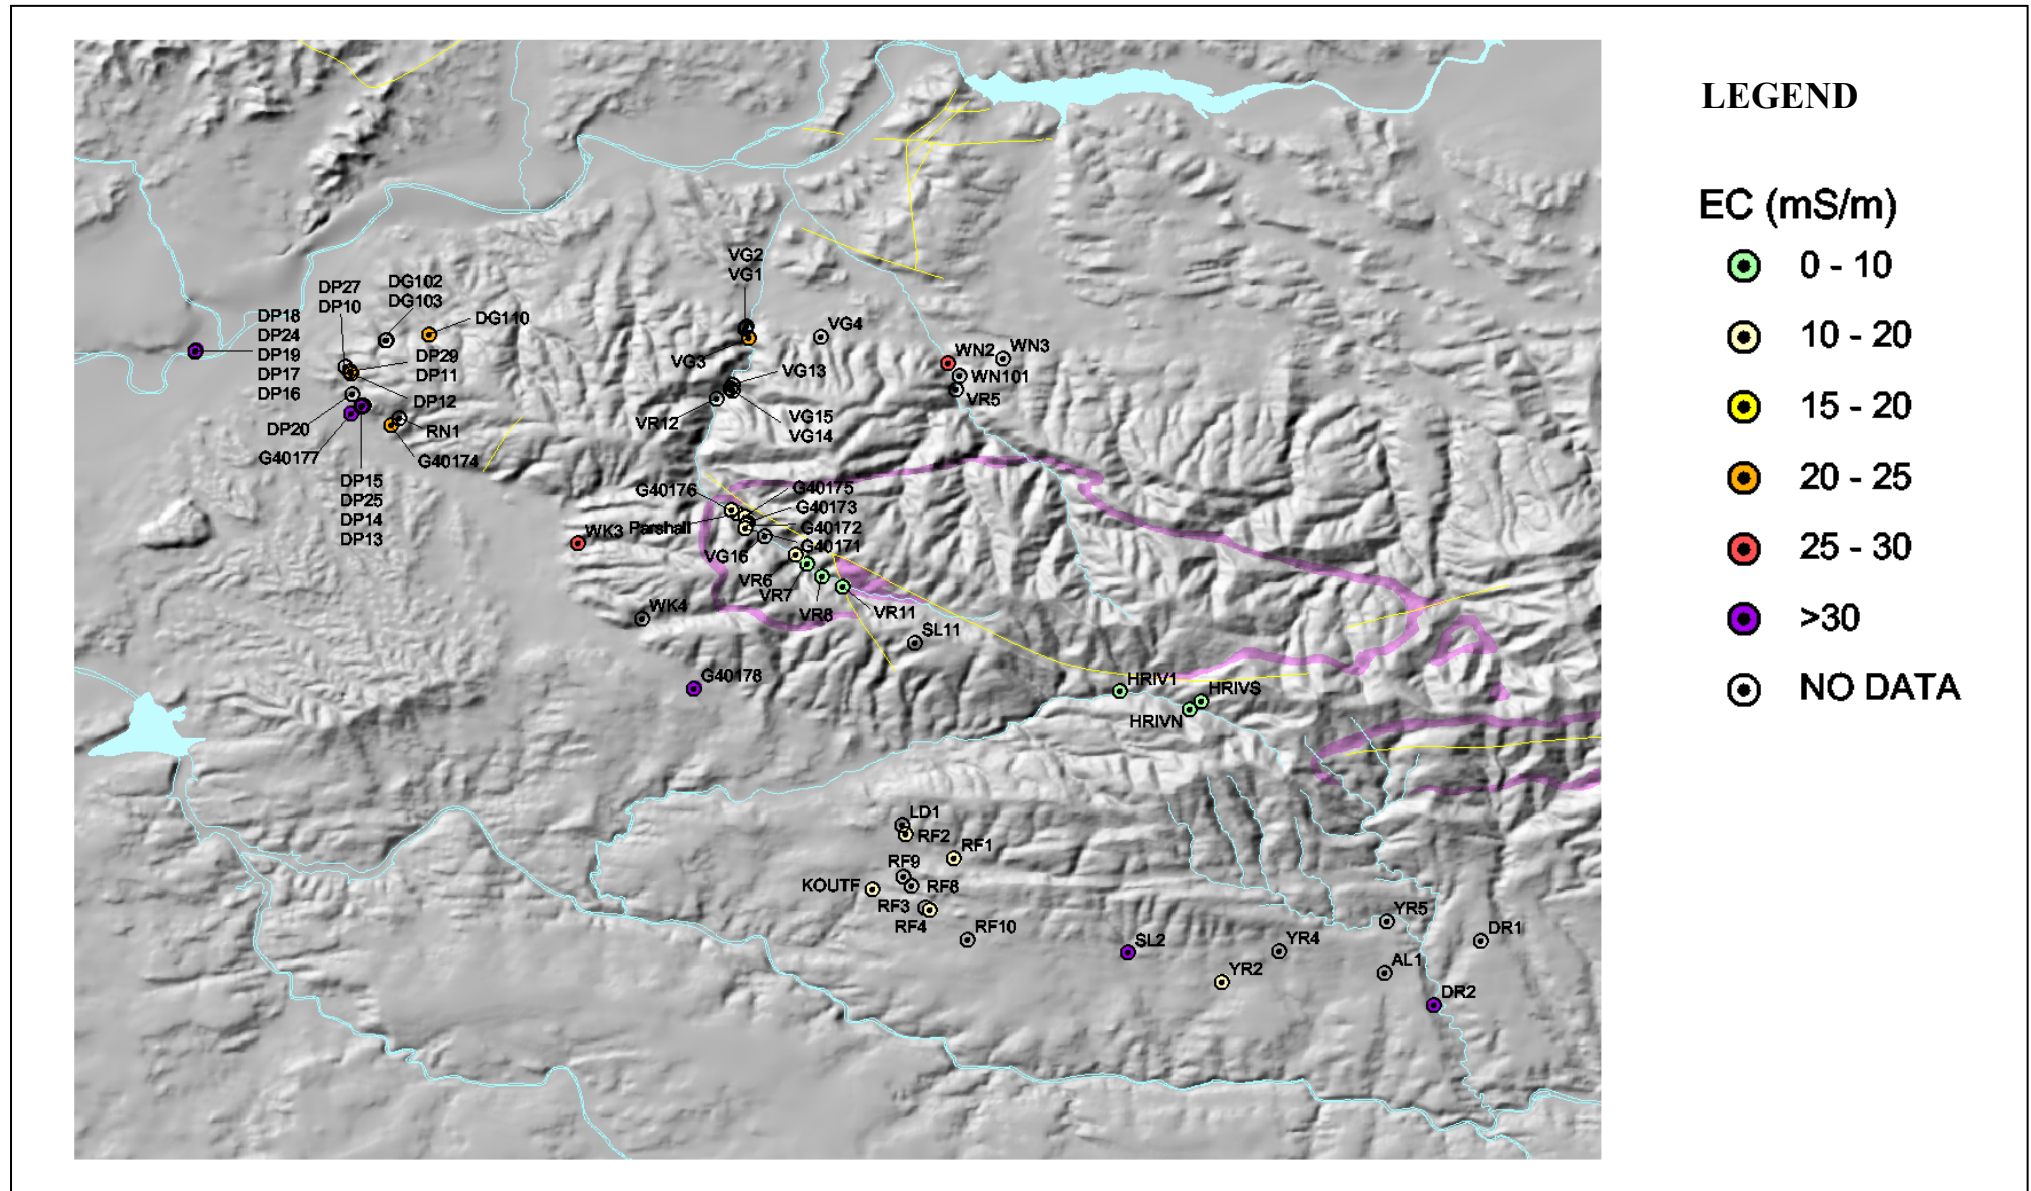 LEGEND
EC (mS/m)
0 - 10
10 - 20
15 - 20
20 - 25
25 - 30
>30
NO DATA
VG2
VG1
DG102
DG103
DP27
DP10
DP18
DP24
DP19
DP17
DP16
DG110
DP29
DP11
DP12
DP20
RN1
G40177
G40174
DP15
DP25
DP14
DP13
VG4
VG3
VG13
VR12
VG15
VG14
WN2
WN3
WN101
VR5
G40176
G40175
G40173
Parshall
G40172
G40171
WK3
VG16
VR6
VR7
VR8
VR11
WK4
SL11
G40178
HRIV1
HRIVS
HRIVN
LD1
RF2
RF1
RF9
KOUTF
RF8
RF3
RF4
RF10
SL2
YR5
YR4
YR2
DR1
AL1
DR2